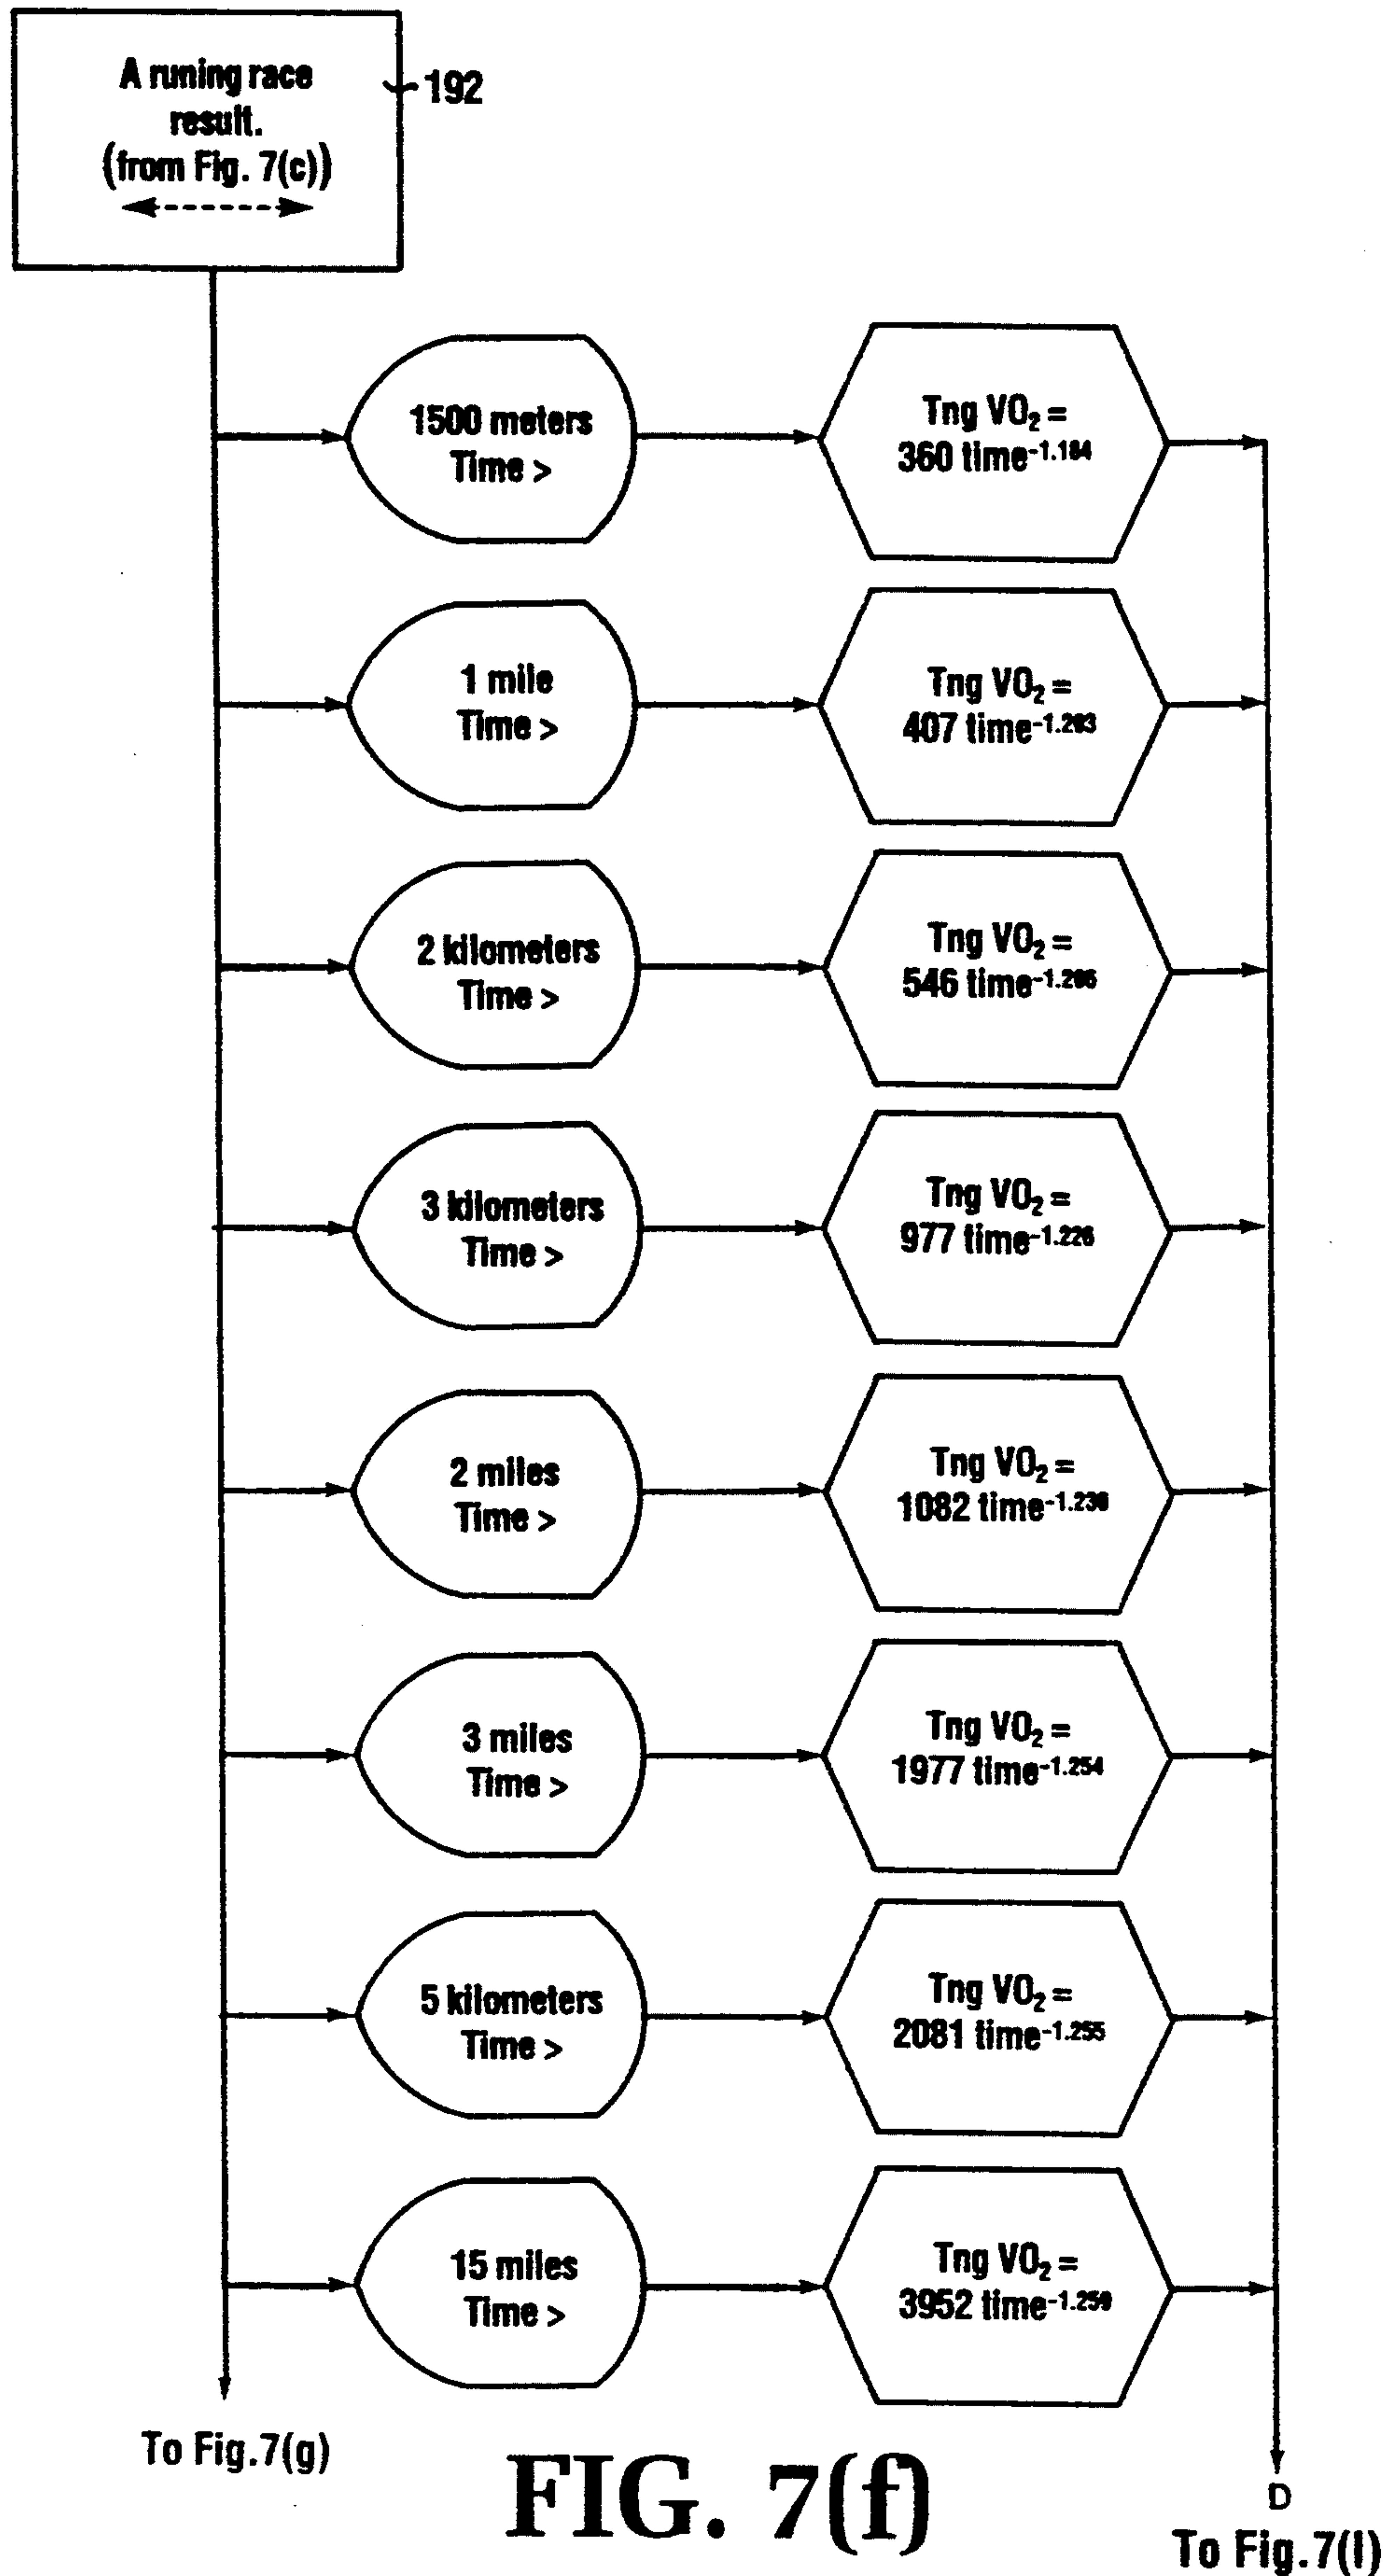 A runing race
result.
(from Fig. 7(c))
192
1500 meters
Time >
Tng VO₂ =
360 time⁻¹·¹⁸⁴
1 mile
Time >
Tng VO₂ =
407 time⁻¹·²⁰³
2 kilometers
Time >
Tng VO₂ =
546 time
3 kilometers
Time >
Tng VO₂ =
977 time⁻¹·²²⁶
2 miles
Time >
Tng VO₂ =
1082 time
3 miles
Time >
Tng VO₂ =
1977 time⁻¹·²⁵⁴
5 kilometers
Time >
Tng VO₂ =
2081 time⁻¹·²⁵⁵
15 miles
Time >
Tng VO₂ =
3952 time⁻¹·²⁵⁹
To Fig.7(g)
FIG. 7(f)
D
To Fig.7(l)